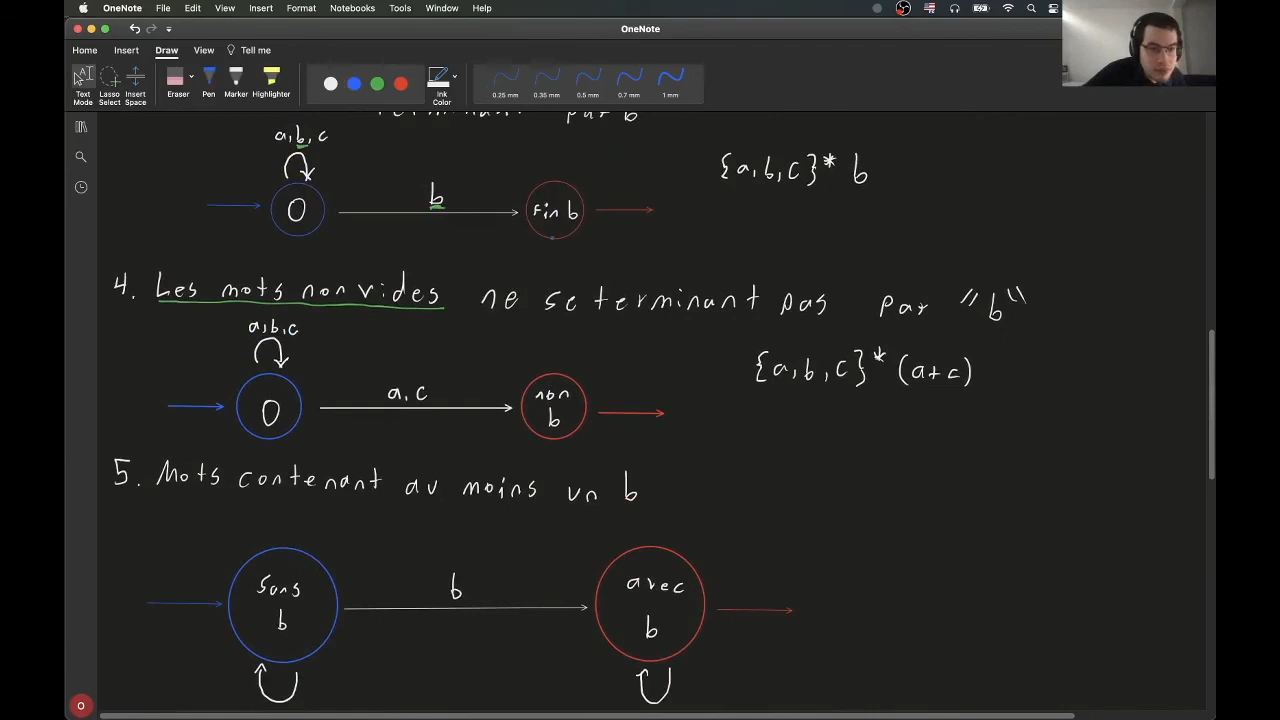 OneNote File Edit View Insert Format Notebooks Tools Window Help
OneNote
Home Insert Draw View Tell me
Text Mode Lasso Select Insert Space Eraser Pen Marker Highlighter Ink Color 0.25 mm 0.35 mm 0.5 mm 0.7 mm 1 mm
par b
a, b, c
{a, b, c}* b
b
0
fin b
4. Les mots non vides ne se terminant pas par "b"
a, b, c
{a, b, c}* (a+c)
a, c
0
non
b
5. Mots contenant au moins un b
b
sans
b
avec
b
O